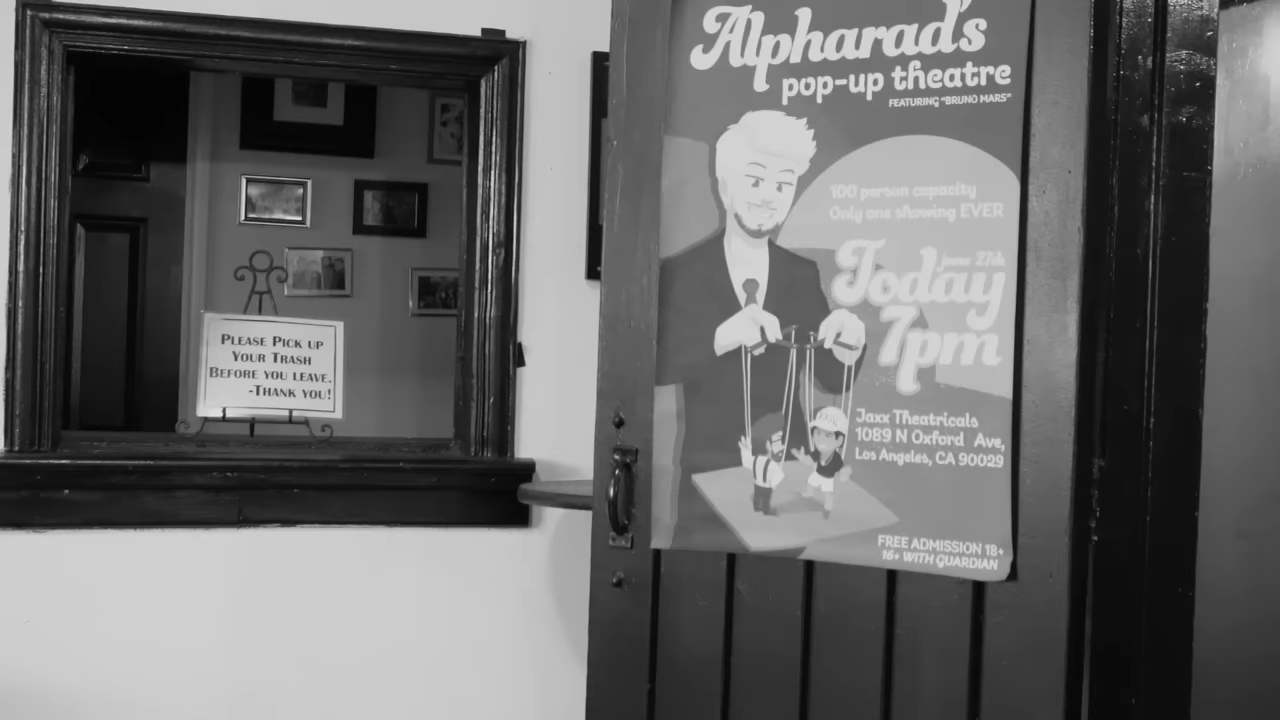 PLEASE PICK UP
YOUR TRASH
BEFORE YOU LEAVE.
-THANK YOU!
Alpharad's
pop-up theatre
FEATURING "BRUNO MARS"
100 person capacity
Only one showing EVER
june 27th
Today
7pm
Jaxx Theatricals
1089 N Oxford Ave,
Los Angeles, CA 90029
FREE ADMISSION 18+
16+ WITH GUARDIAN